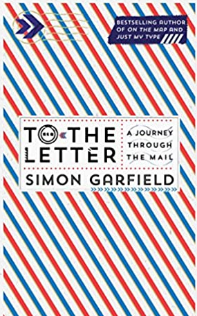 BESTSELLING AUTHOR
OF ON THE MAP AND
JUST MY TYPE
TO THE
LETTER
A JOURNEY
THROUGH
THE MAIL
SIMON GARFIELD